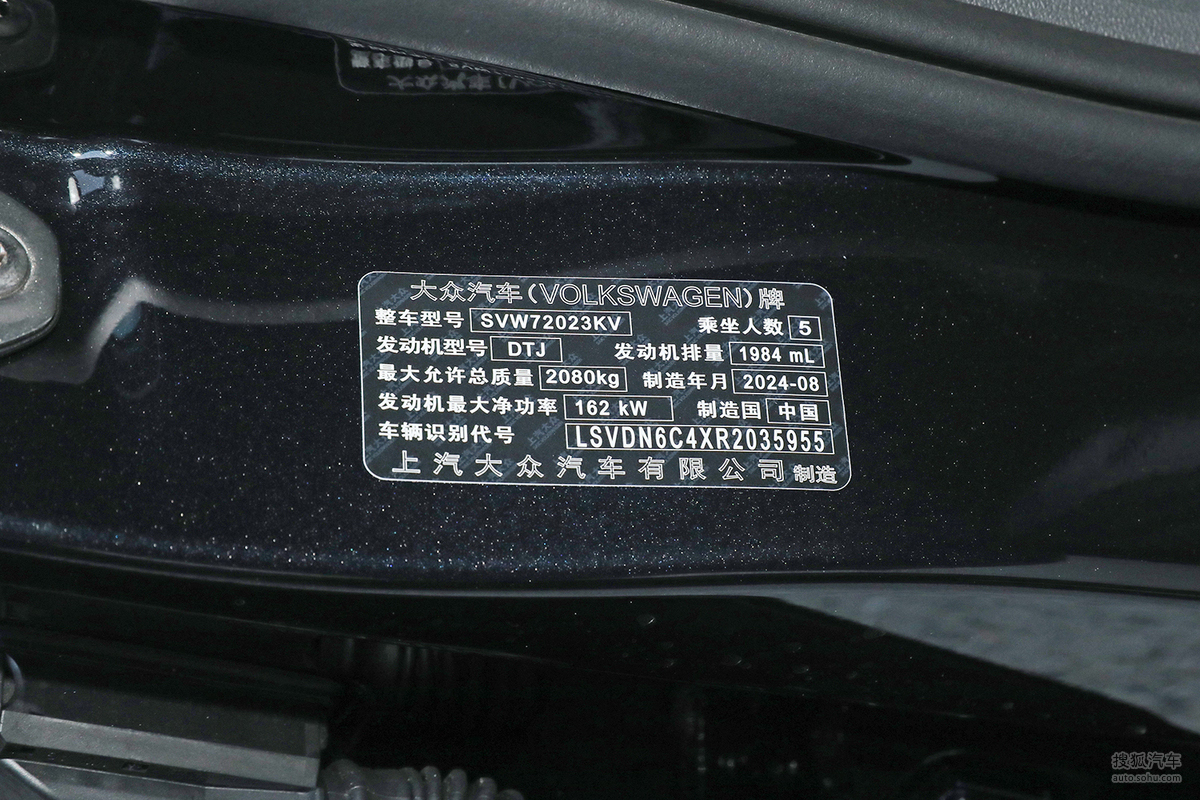 大众汽车(VOLKSWAGEN)牌
整车型号 SVW72023KV 乘坐人数 5
发动机型号 DTJ 发动机排量 1984 mL
最大允许总质量 2080kg 制造年月 2024-08
发动机最大净功率 162 kW 制造国 中国
车辆识别代号 LSVDN6C4XR2035955
上汽大众汽车有限公司 制造
搜狐汽车
auto.sohu.com